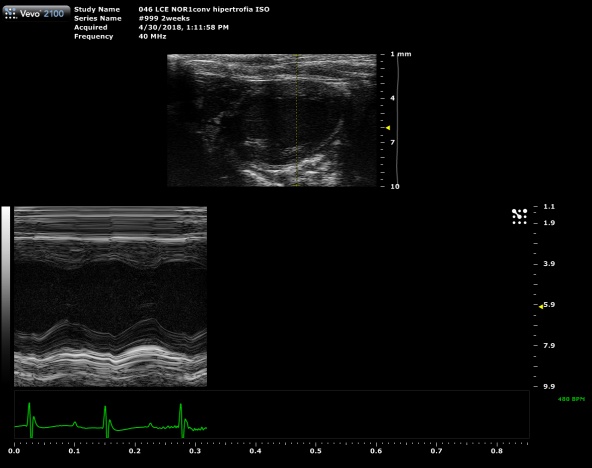 Vevo 2100
Study Name 046 LCE NOR1conv hipertrofia ISO
Series Name #999 2weeks
Acquired 4/30/2018, 1:11:58 PM
Frequency 40 MHz
1 mm
4
7
10
1.1
1.9
3.9
5.9
7.9
9.9
460 BPM
0.0 0.1 0.2 0.3 0.4 0.5 0.6 0.7 0.8